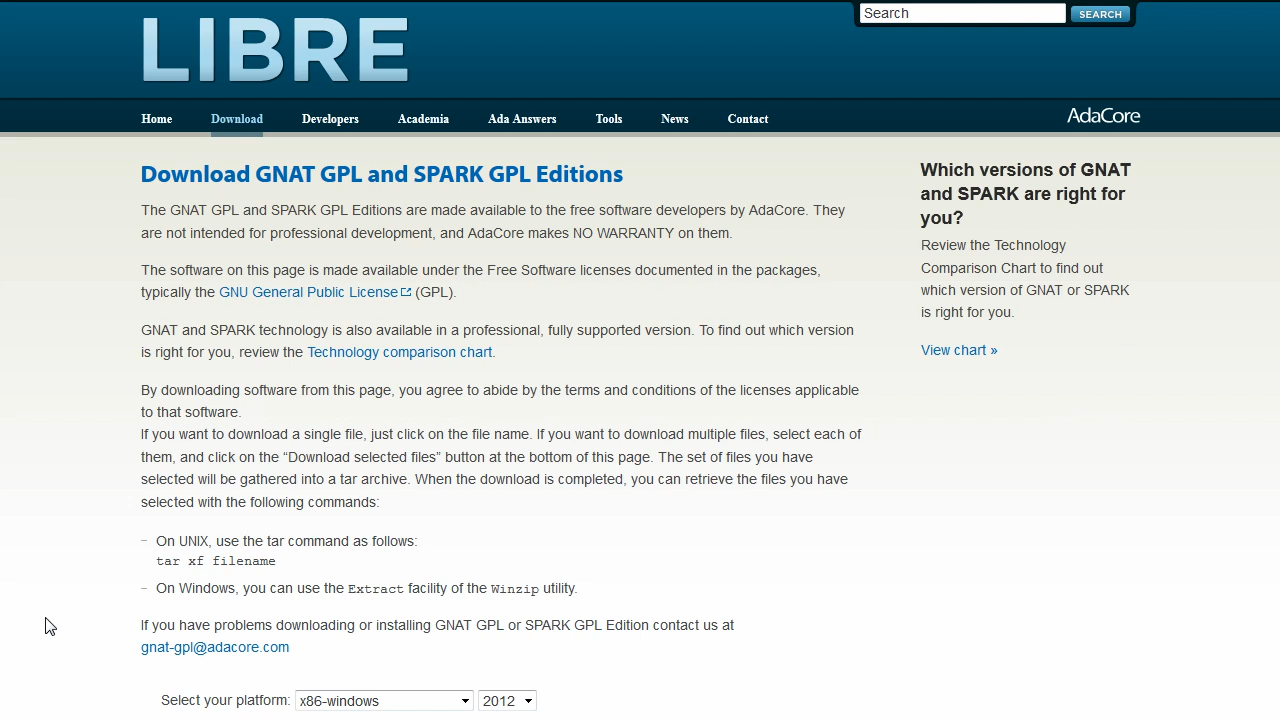 Search SEARCH
LIBRE
Home Download Developers Academia Ada Answers Tools News Contact AdaCore
Download GNAT GPL and SPARK GPL Editions
The GNAT GPL and SPARK GPL Editions are made available to the free software developers by AdaCore. They
are not intended for professional development, and AdaCore makes NO WARRANTY on them.
The software on this page is made available under the Free Software licenses documented in the packages,
typically the GNU General Public License (GPL).
GNAT and SPARK technology is also available in a professional, fully supported version. To find out which version
is right for you, review the Technology comparison chart.
By downloading software from this page, you agree to abide by the terms and conditions of the licenses applicable
to that software.
If you want to download a single file, just click on the file name. If you want to download multiple files, select each of
them, and click on the “Download selected files” button at the bottom of this page. The set of files you have
selected will be gathered into a tar archive. When the download is completed, you can retrieve the files you have
selected with the following commands:
– On UNIX, use the tar command as follows:
tar xf filename
– On Windows, you can use the Extract facility of the Winzip utility.
If you have problems downloading or installing GNAT GPL or SPARK GPL Edition contact us at
gnat-gpl@adacore.com
Select your platform: x86-windows 2012
Which versions of GNAT
and SPARK are right for
you?
Review the Technology
Comparison Chart to find out
which version of GNAT or SPARK
is right for you.
View chart »